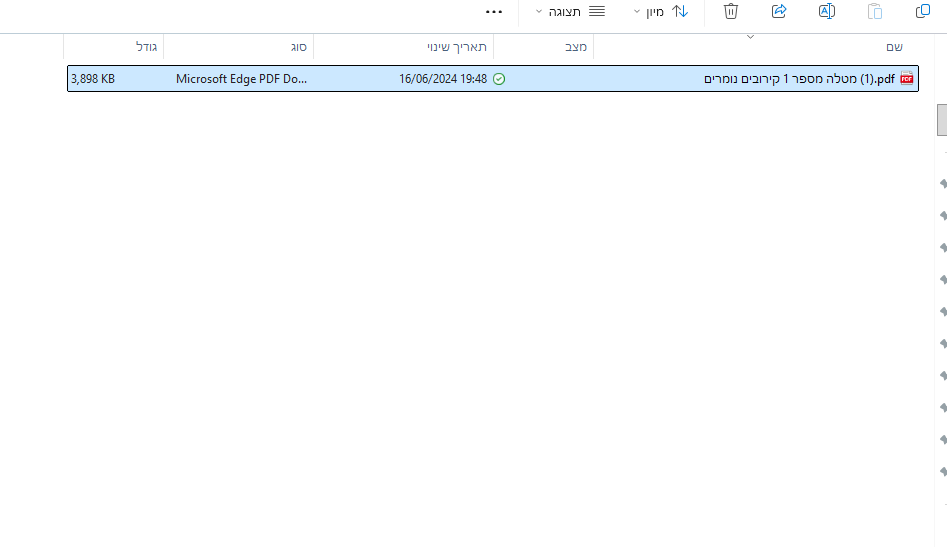 מיון תצוגה •••
שם מצב תאריך שינוי סוג גודל
מטלה מספר 1 קירובים נומרים (1).pdf 16/06/2024 19:48 Microsoft Edge PDF Do... 3,898 KB